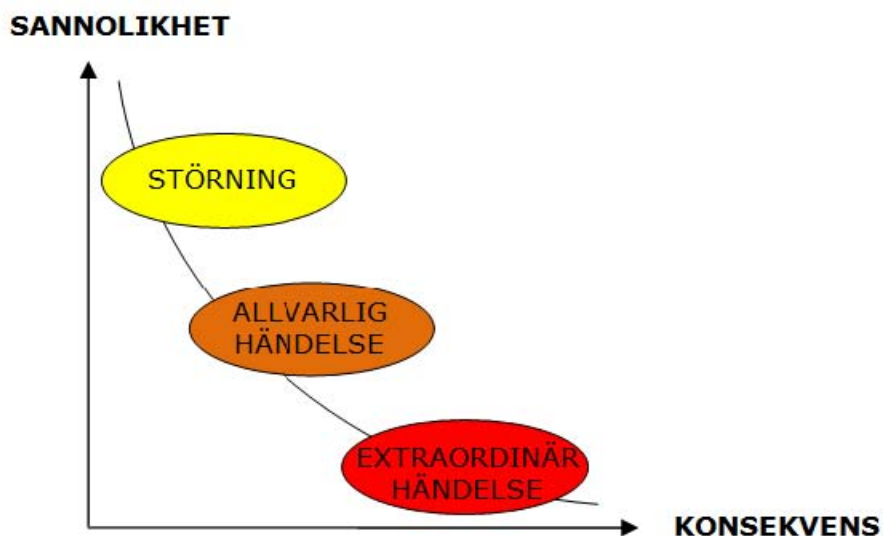 SANNOLIKHET
STÖRNING
ALLVARLIG
HÄNDELSE
EXTRAORDINÄR
HÄNDELSE
KONSEKVENS